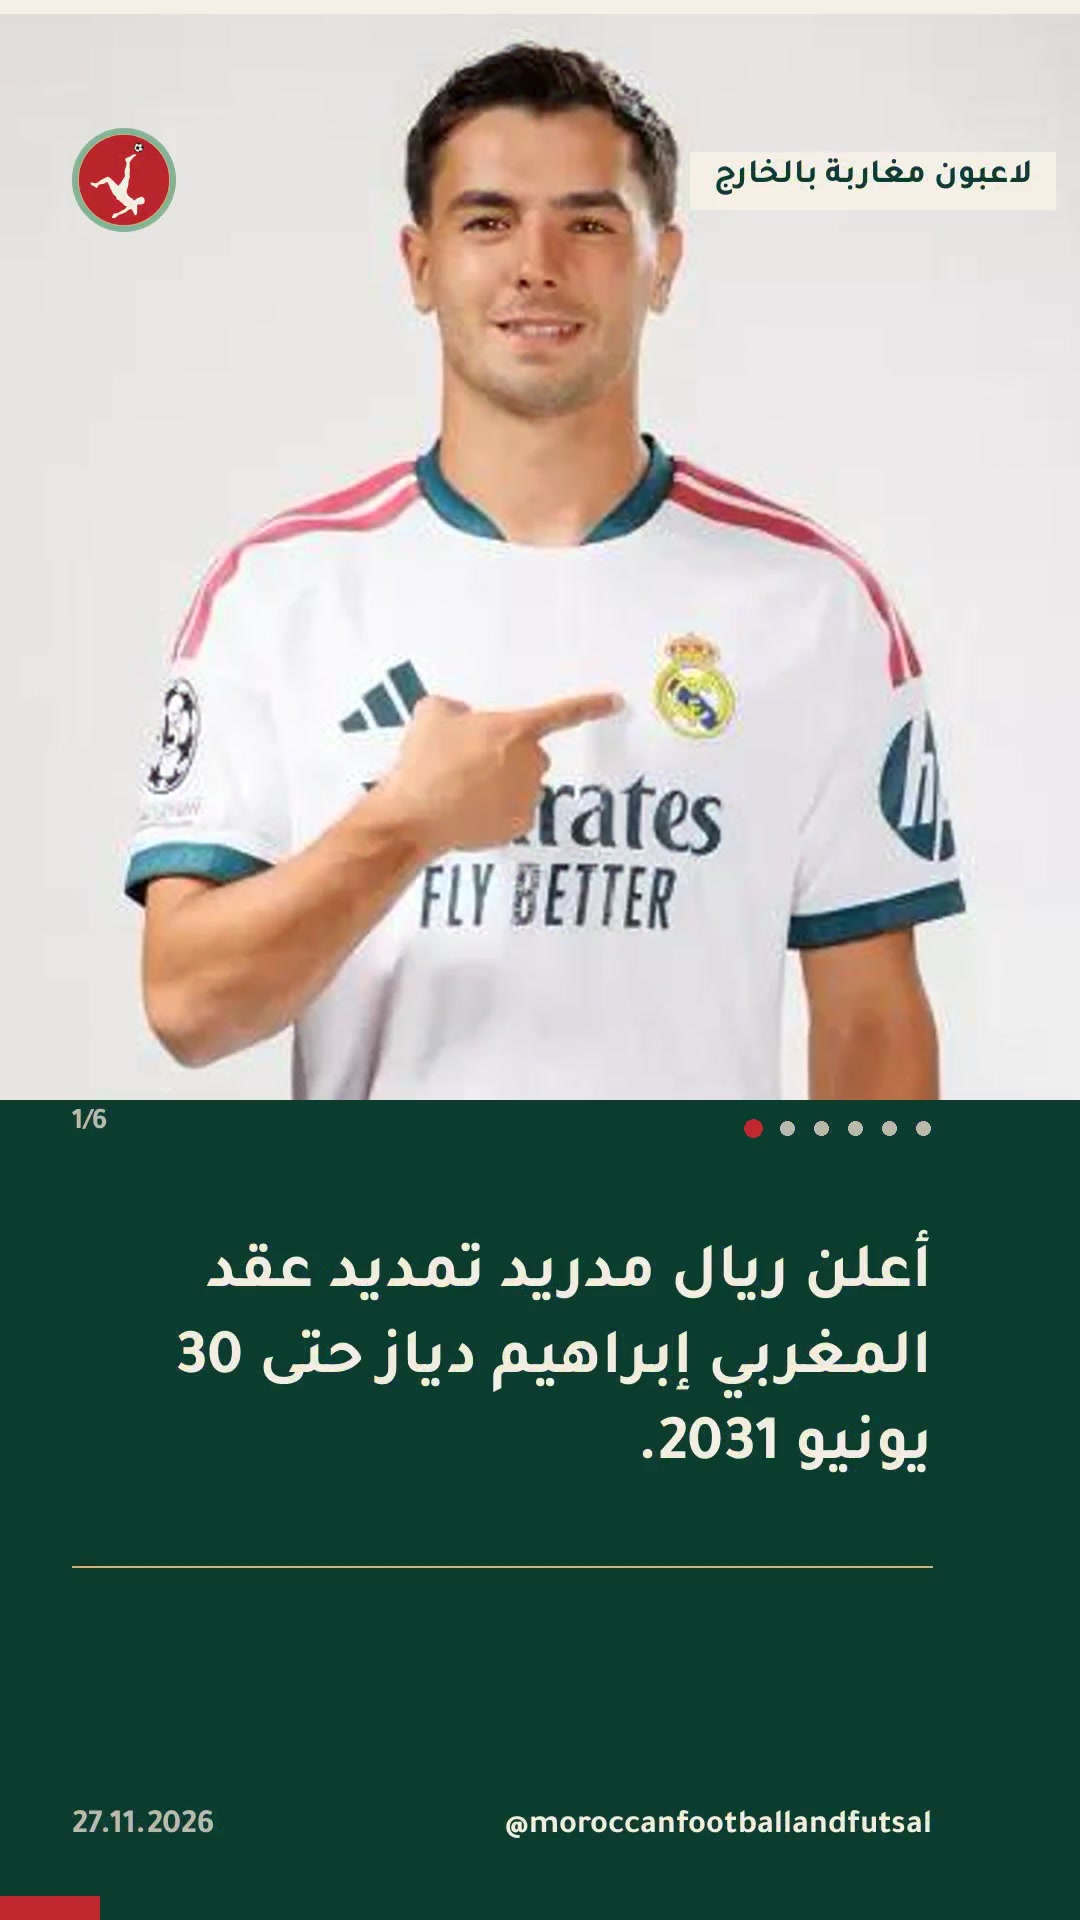 لاعبون مغاربة بالخارج
rates
FLY BETTER
hp
1/6
أعلن ريال مدريد تمديد عقد
المغربي إبراهيم دياز حتى 30
يونيو 2031.
27.11.2026
@moroccanfootballandfutsal